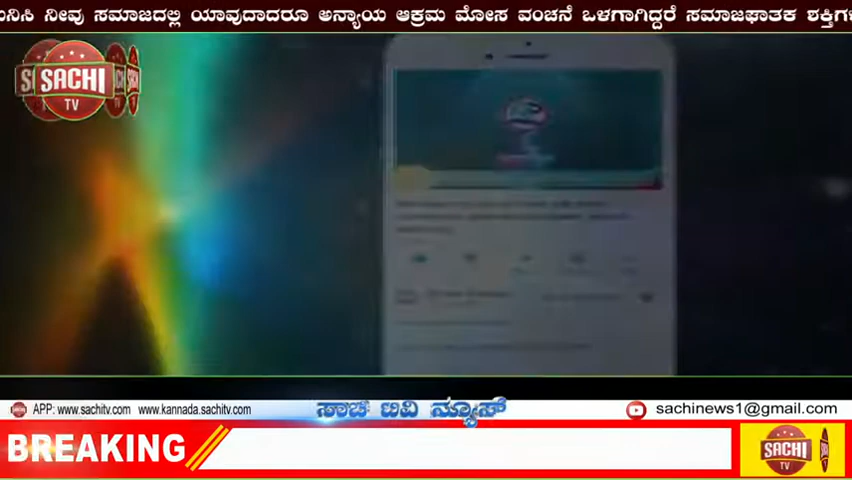 ನಿಸಿ ನೀವು ಸಮಾಜದಲ್ಲಿ ಯಾವುದಾದರೂ ಅನ್ಯಾಯ ಆಕ್ರಮ ಮೋಸ ವಂಚನೆ ಒಳಗಾಗಿದ್ದರೆ ಸಮಾಜಘಾತಕ ಶಕ್ತಿಗಳ
SACHI
TV
APP: www.sachitv.com www.kannada.sachitv.com
ಸಾಚಿ ಟಿವಿ ನ್ಯೂಸ್
sachinews1@gmail.com
BREAKING
SACHI
TV